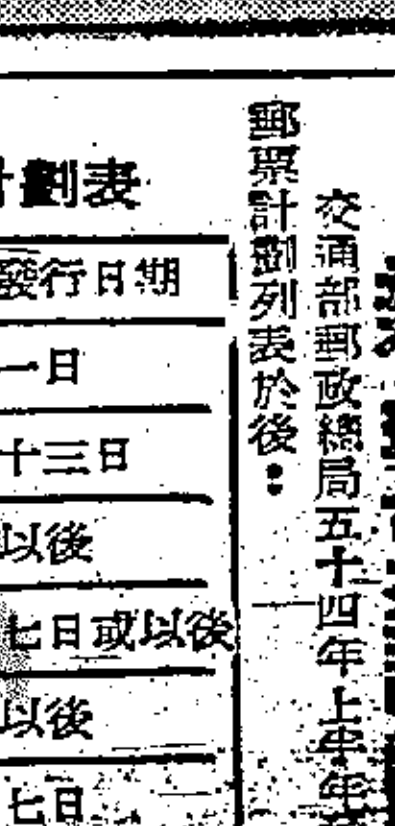 交通部郵政總局五十四年上半年
郵票計劃列表於後：
劃表
發行日期
一日
十三日
以後
七日或以後
以後
七日